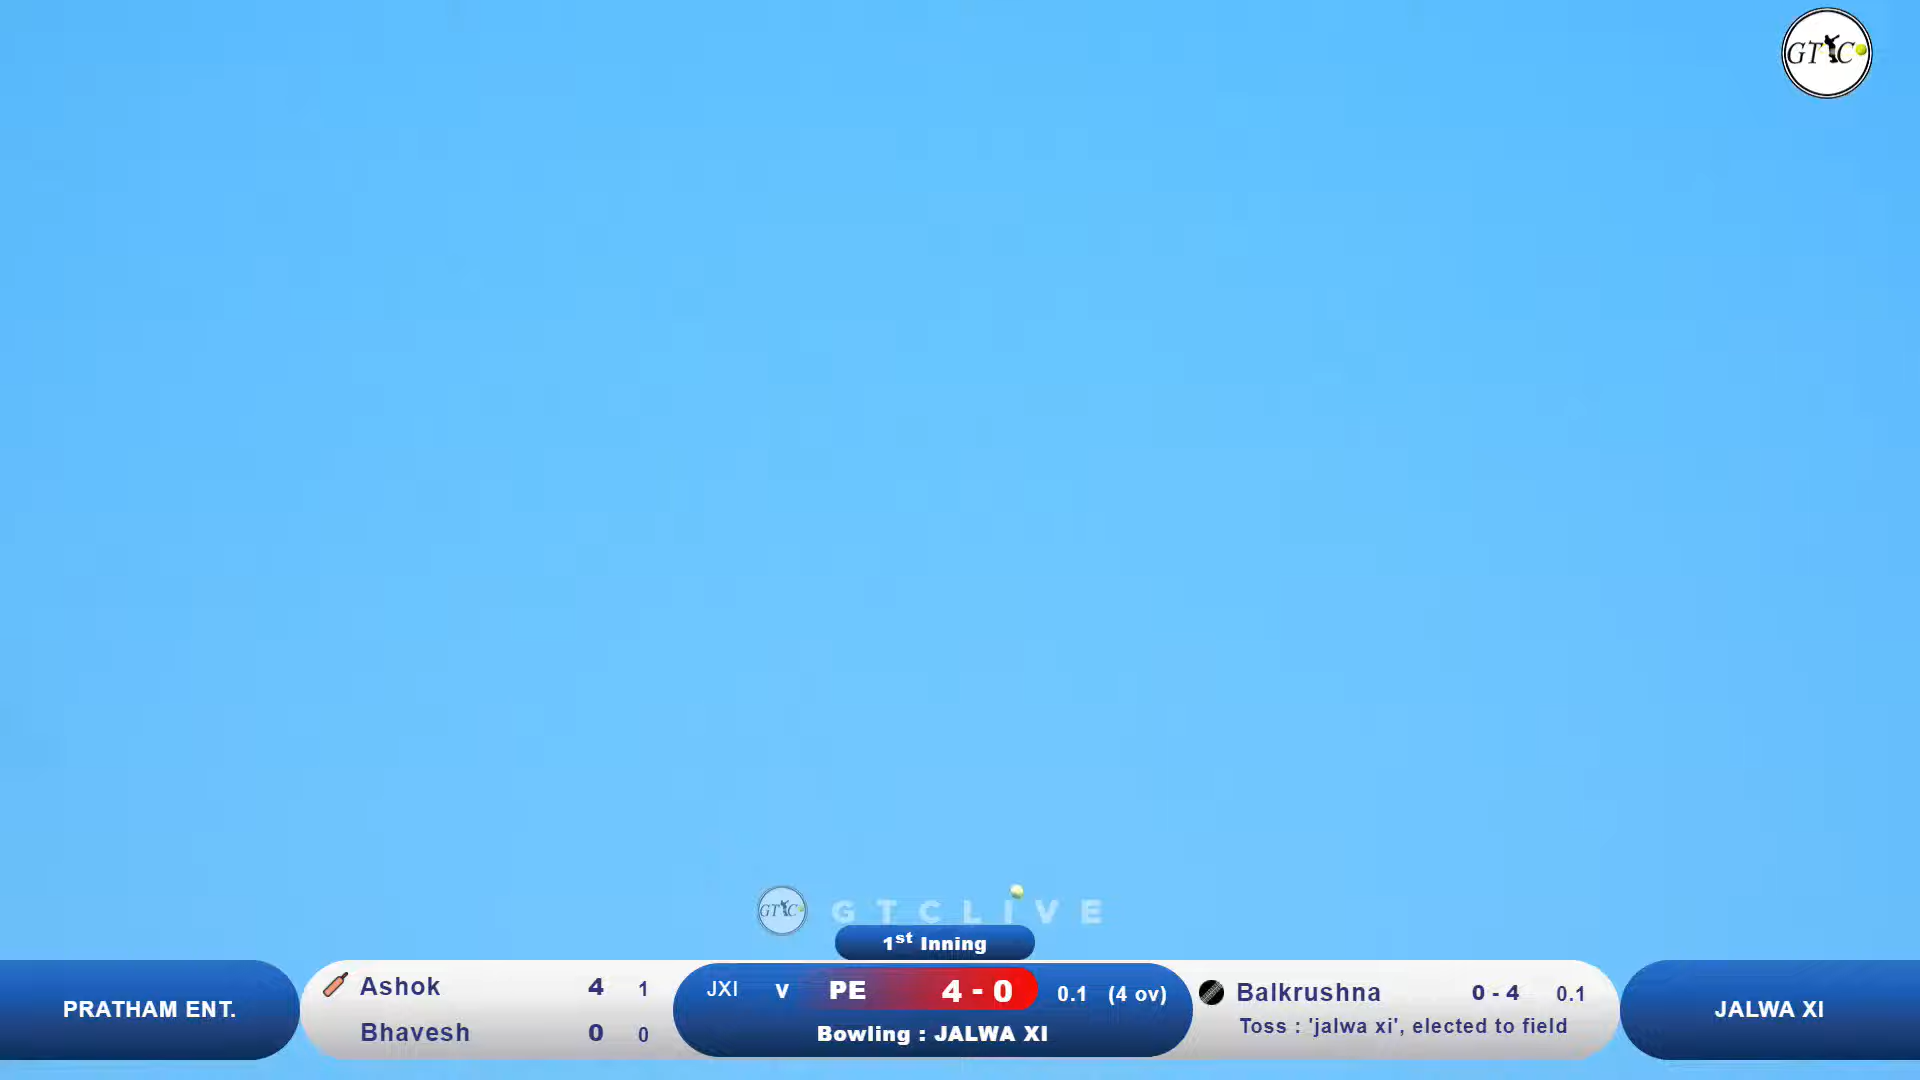 GTC
GTC GTCLIVE
1st Inning
PRATHAM ENT.
Ashok 4 1
Bhavesh 0 0
JXI v PE 4 - 0 0.1 (4 ov)
Bowling : JALWA XI
Balkrushna 0 - 4 0.1
Toss : 'jalwa xi', elected to field
JALWA XI